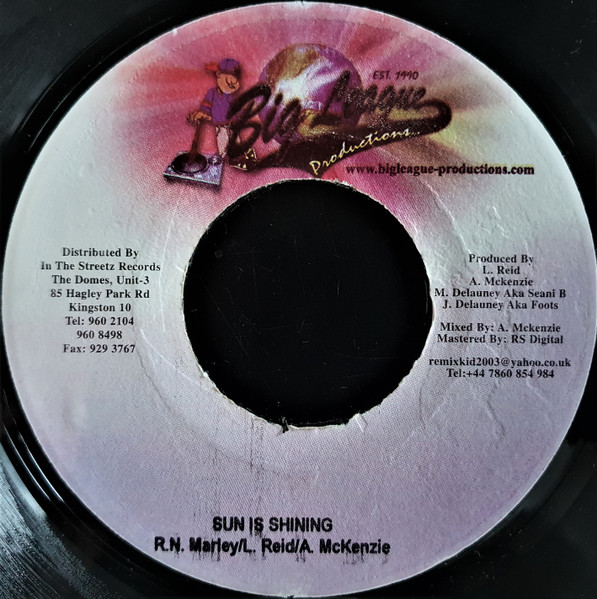 EST. 1990
Big League
Productions..
www.bigleague-productions.com
Distributed By
In The Streetz Records
The Domes, Unit-3
85 Hagley Park Rd
Kingston 10
Tel: 960 2104
960 8498
Fax: 929 3767
Produced By
L. Reid
A. Mckenzie
M. Delauney Aka Seani B
J. Delauney Aka Foots
Mixed By: A. Mckenzie
Mastered By: RS Digital
remixkid2003@yahoo.co.uk
Tel:+44 7860 854 984
SUN IS SHINING
R.N. Marley/L. Reid/A. McKenzie